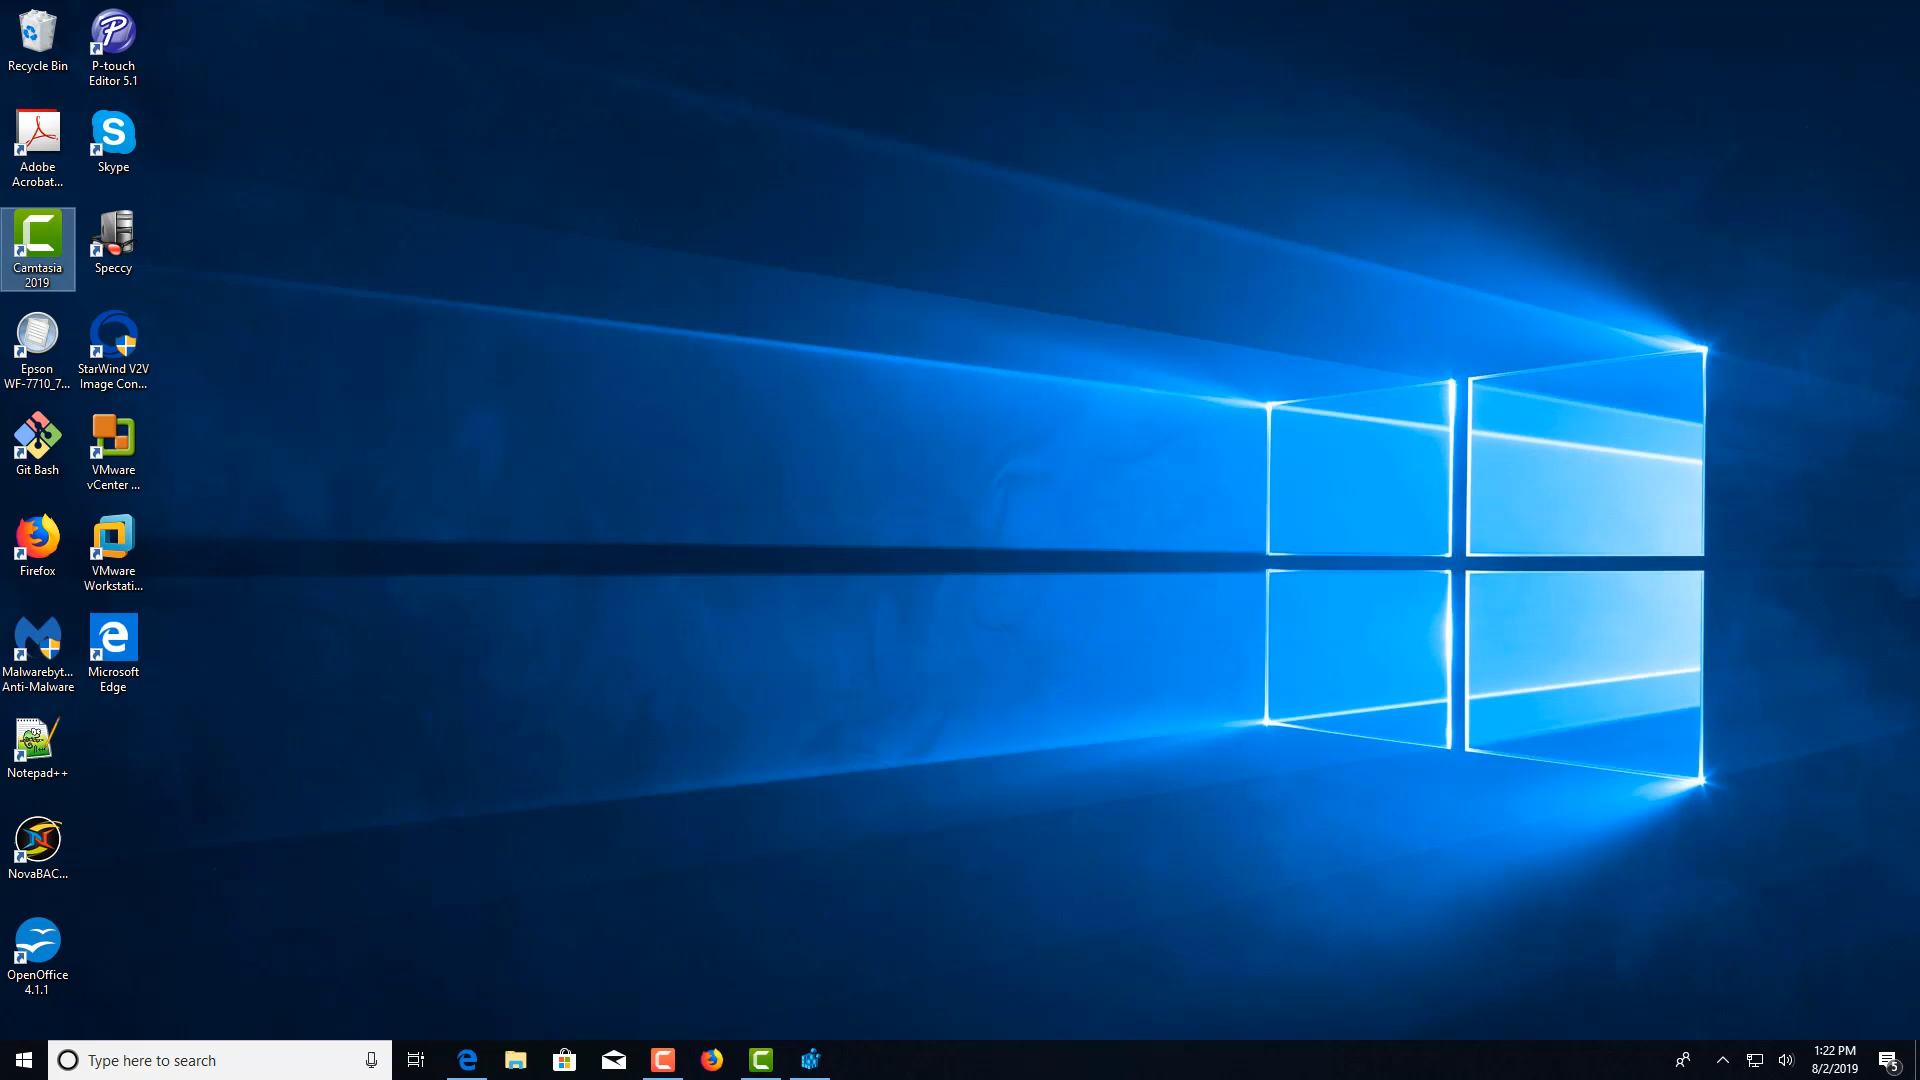 Recycle Bin
P-touch
Editor 5.1
Adobe
Acrobat...
Skype
Camtasia
2019
Speccy
Epson
WF-7710_7...
StarWind V2V
Image Con...
Git Bash
VMware
vCenter ...
Firefox
VMware
Workstati...
Malwarebyt...
Anti-Malware
Microsoft
Edge
Notepad++
NovaBAC...
OpenOffice
4.1.1
Type here to search
1:22 PM
8/2/2019
5